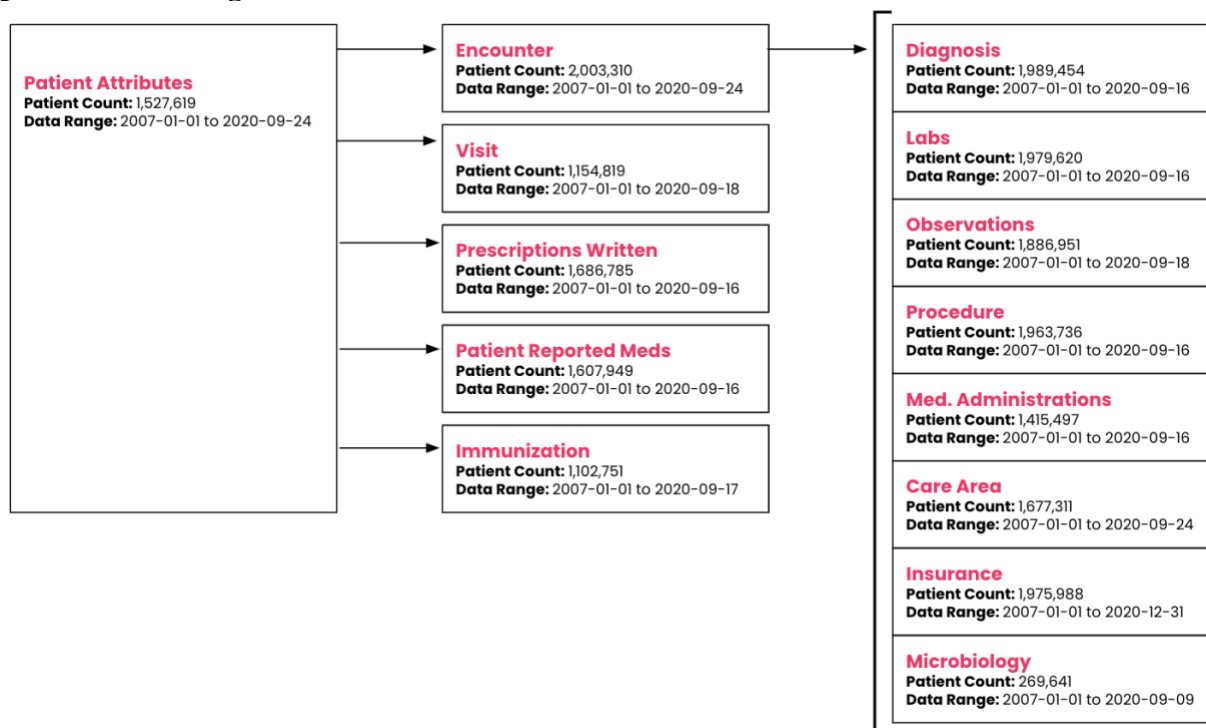 Patient Attributes
Patient Count: 1,527,619
Data Range: 2007-01-01 to 2020-09-24
Encounter
Patient Count: 2,003,310
Data Range: 2007-01-01 to 2020-09-24
Visit
Patient Count: 1,154,819
Data Range: 2007-01-01 to 2020-09-18
Prescriptions Written
Patient Count: 1,686,785
Data Range: 2007-01-01 to 2020-09-16
Patient Reported Meds
Patient Count: 1,607,949
Data Range: 2007-01-01 to 2020-09-16
Immunization
Patient Count: 1,102,751
Data Range: 2007-01-01 to 2020-09-17
Diagnosis
Patient Count: 1,989,454
Data Range: 2007-01-01 to 2020-09-16
Labs
Patient Count: 1,979,620
Data Range: 2007-01-01 to 2020-09-16
Observations
Patient Count: 1,886,951
Data Range: 2007-01-01 to 2020-09-18
Procedure
Patient Count: 1,963,736
Data Range: 2007-01-01 to 2020-09-16
Med. Administrations
Patient Count: 1,415,497
Data Range: 2007-01-01 to 2020-09-16
Care Area
Patient Count: 1,677,311
Data Range: 2007-01-01 to 2020-09-24
Insurance
Patient Count: 1,975,988
Data Range: 2007-01-01 to 2020-12-31
Microbiology
Patient Count: 269,641
Data Range: 2007-01-01 to 2020-09-09